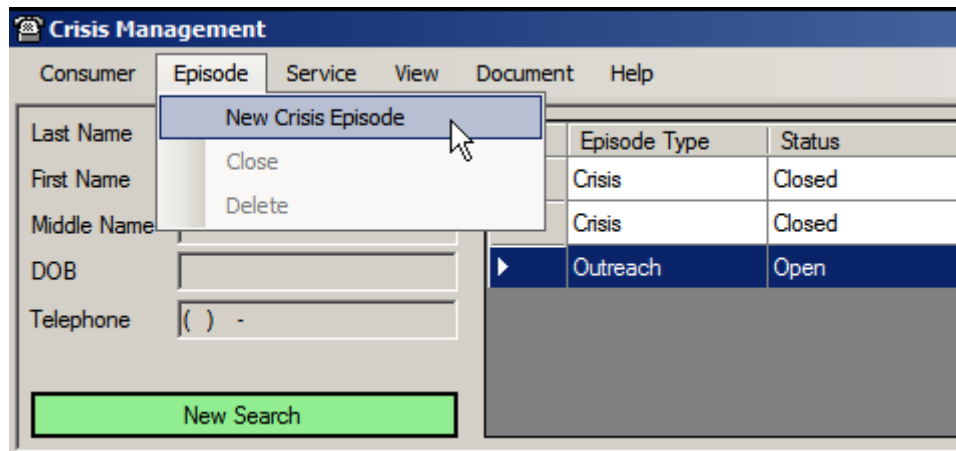 Crisis Management
Consumer Episode Service View Document Help
New Crisis Episode
Close
Delete
Last Name
First Name
Middle Name
DOB
Telephone ( ) -
New Search
Episode Type Status
Crisis Closed
Crisis Closed
Outreach Open